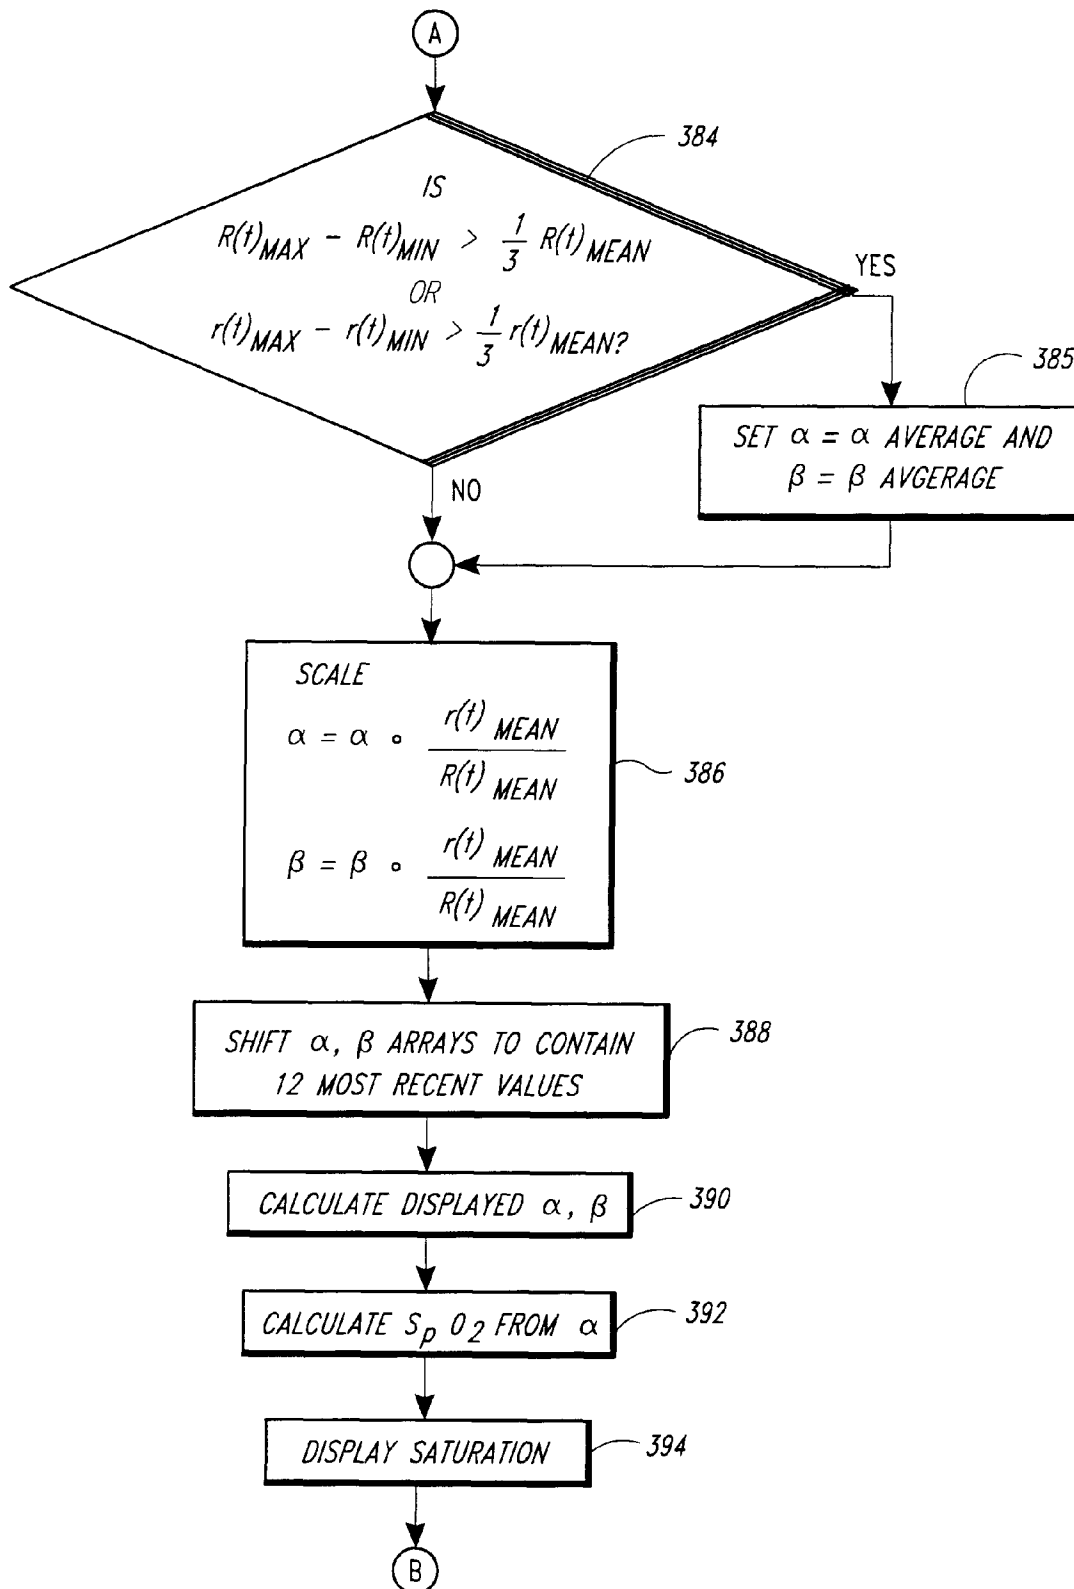 A
384
IS
R(t)MAX - R(t)MIN > 1/3 R(t)MEAN
OR
r(t)MAX - r(t)MIN > 1/3 r(t)MEAN?
YES
385
SET α = α AVERAGE AND
β = β AVGERAGE
NO
SCALE
α = α ∘ r(t) MEAN / R(t) MEAN
386
β = β ∘ r(t) MEAN / R(t) MEAN
388
SHIFT α, β ARRAYS TO CONTAIN
12 MOST RECENT VALUES
CALCULATE DISPLAYED α, β
390
CALCULATE SpO2 FROM α
392
DISPLAY SATURATION
394
B